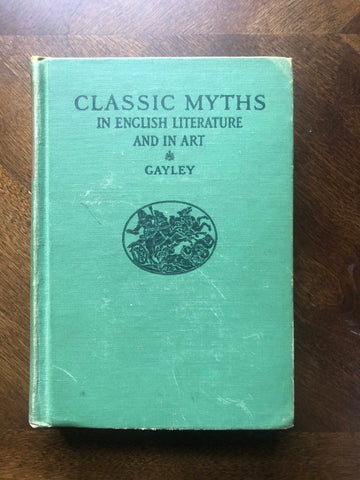 CLASSIC MYTHS
IN ENGLISH LITERATURE
AND IN ART
GAYLEY